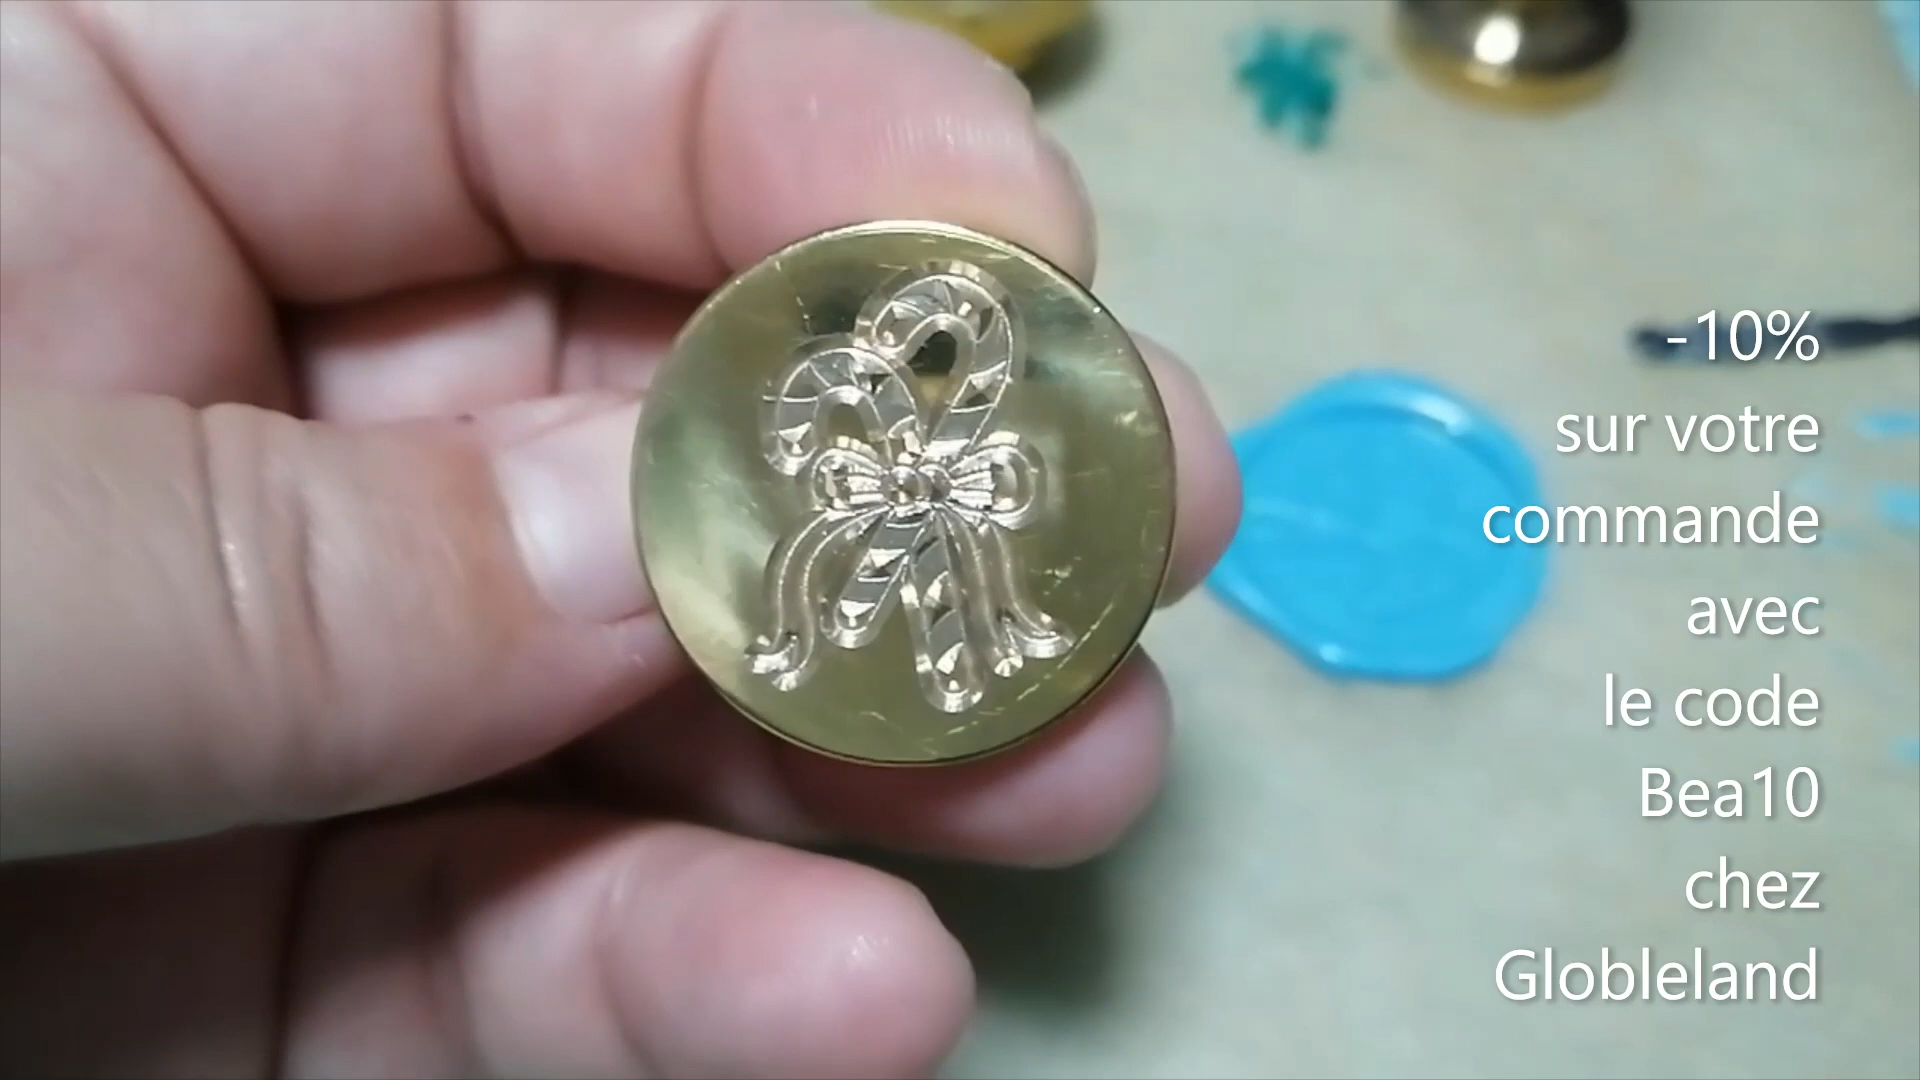 -10%
sur votre
commande
avec
le code
Bea10
chez
Globleland